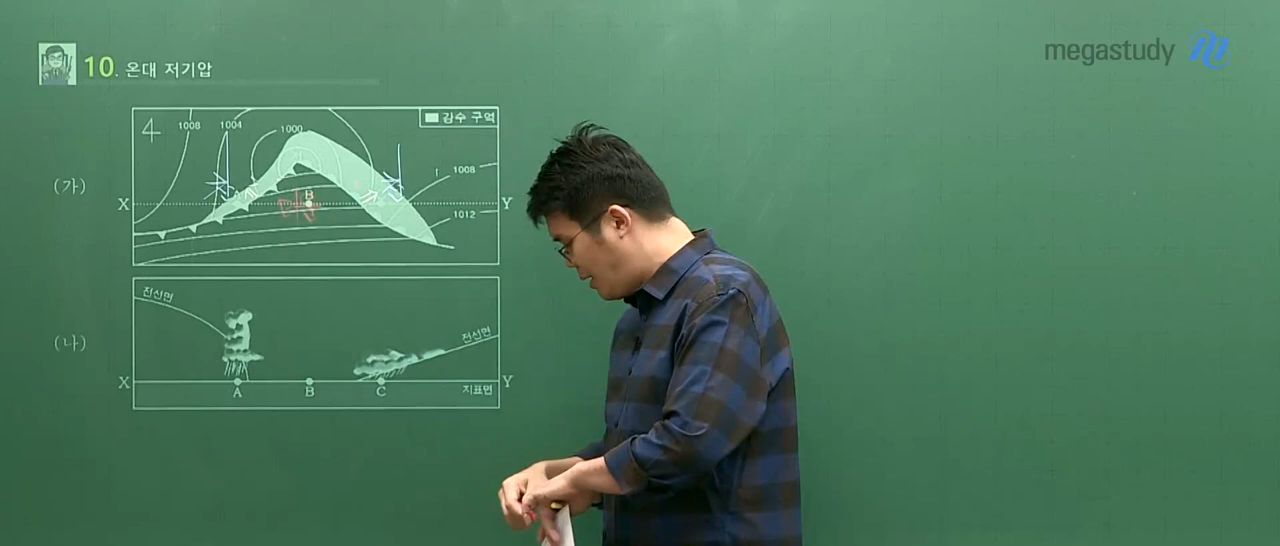 megastudy
10. 온대 저기압
(가)
4
1008
1004
1000
강수 구역
1008
X
A
B
Y
1012
(나)
전선면
전선면
X
A
B
C
지표면
Y